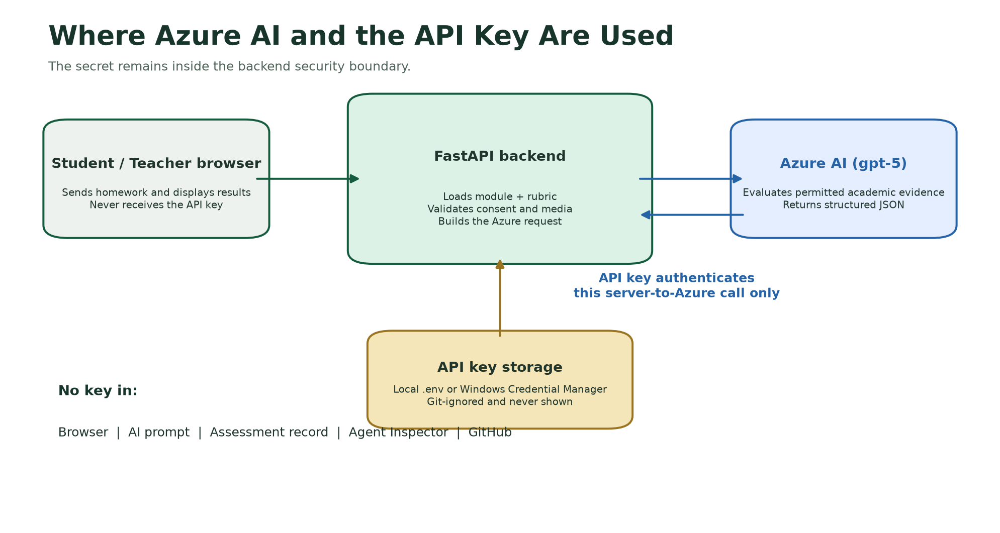 Where Azure AI and the API Key Are Used
The secret remains inside the backend security boundary.
Student / Teacher browser
Sends homework and displays results
Never receives the API key
FastAPI backend
Loads module + rubric
Validates consent and media
Builds the Azure request
Azure AI (gpt-5)
Evaluates permitted academic evidence
Returns structured JSON
API key authenticates
this server-to-Azure call only
API key storage
Local .env or Windows Credential Manager
Git-ignored and never shown
No key in:
Browser | AI prompt | Assessment record | Agent Inspector | GitHub